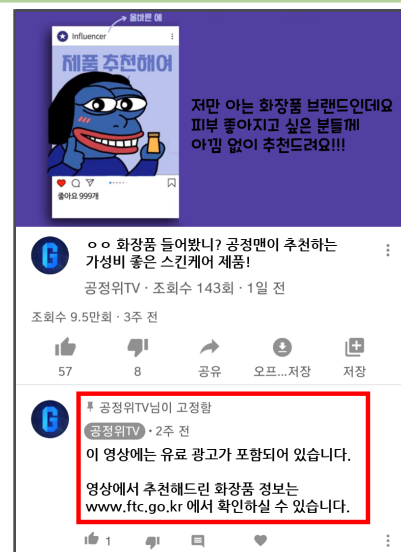 올바른 예
Influencer
제품 추천해여
좋아요 999개
저만 아는 화장품 브랜드인데요
피부 좋아지고 싶은 분들께
아낌 없이 추천드려요!!!
G
ㅇㅇ 화장품 들어봤니? 공정맨이 추천하는
가성비 좋은 스킨케어 제품!
공정위TV · 조회수 143회 · 1일 전
조회수 9.5만회 · 3주 전
57
8
공유
오프...저장
저장
G
공정위TV님이 고정함
공정위TV · 2주 전
이 영상에는 유료 광고가 포함되어 있습니다.
영상에서 추천해드린 화장품 정보는
www.ftc.go.kr 에서 확인하실 수 있습니다.
1